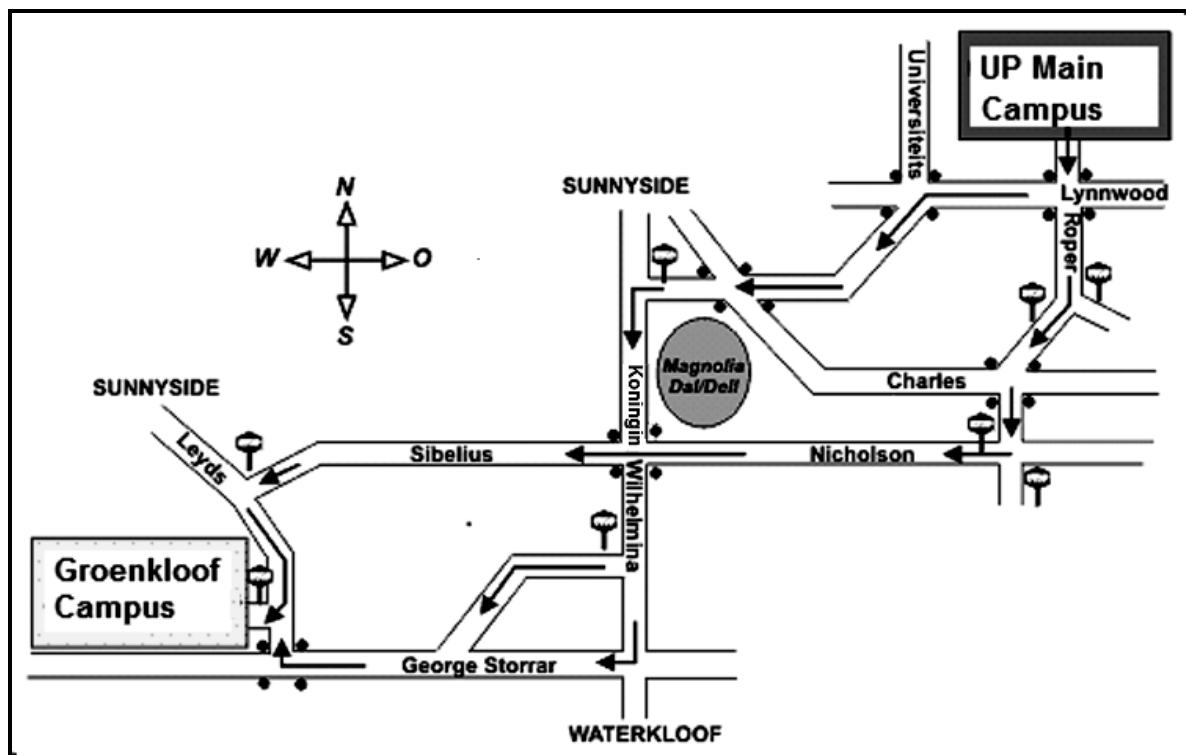 UP Main
Campus
Universiteits
SUNNYSIDE
Lynnwood
Roper
N
W
O
S
Magnolia
Dal/Dell
Koningin
Wilhelmina
Charles
SUNNYSIDE
Leyds
Sibelius
Nicholson
Groenkloof
Campus
George Storrar
WATERKLOOF